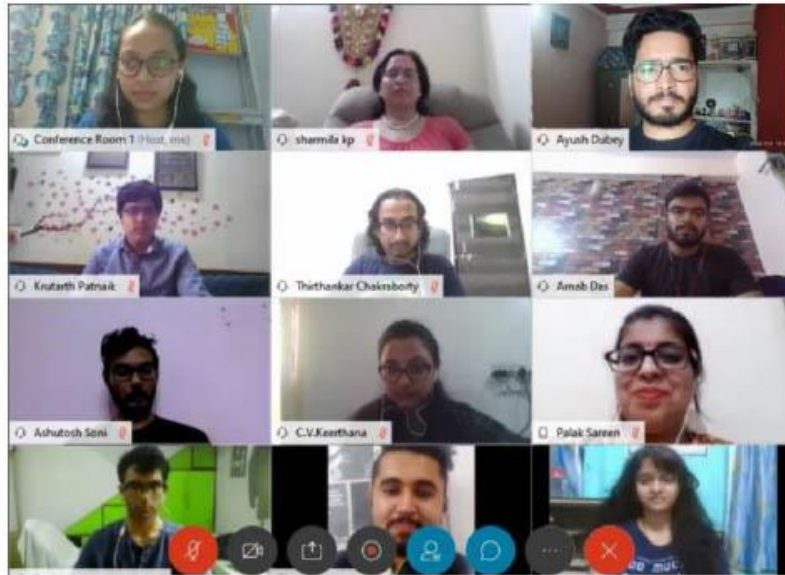 Conference Room 1 (Host, me)
sharmila kp
Ayush Dubey
Krutarth Patnaik
Thirthankar Chakraborty
Arnab Das
Ashutosh Soni
C.V.Keerthana
Palak Sareen